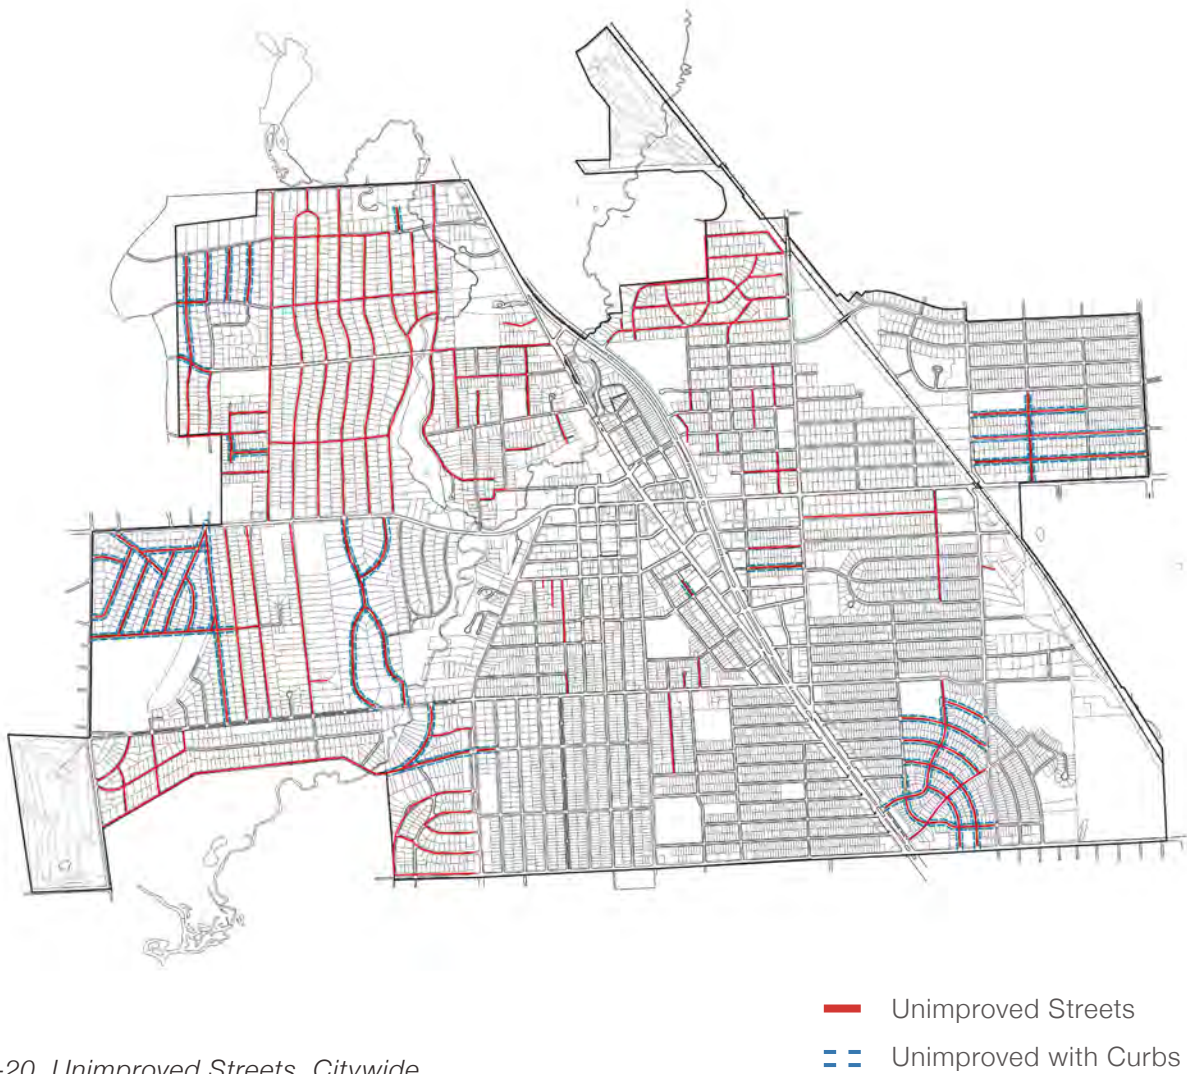 Unimproved Streets
Unimproved with Curbs
-20  Unimproved Streets, Citywide